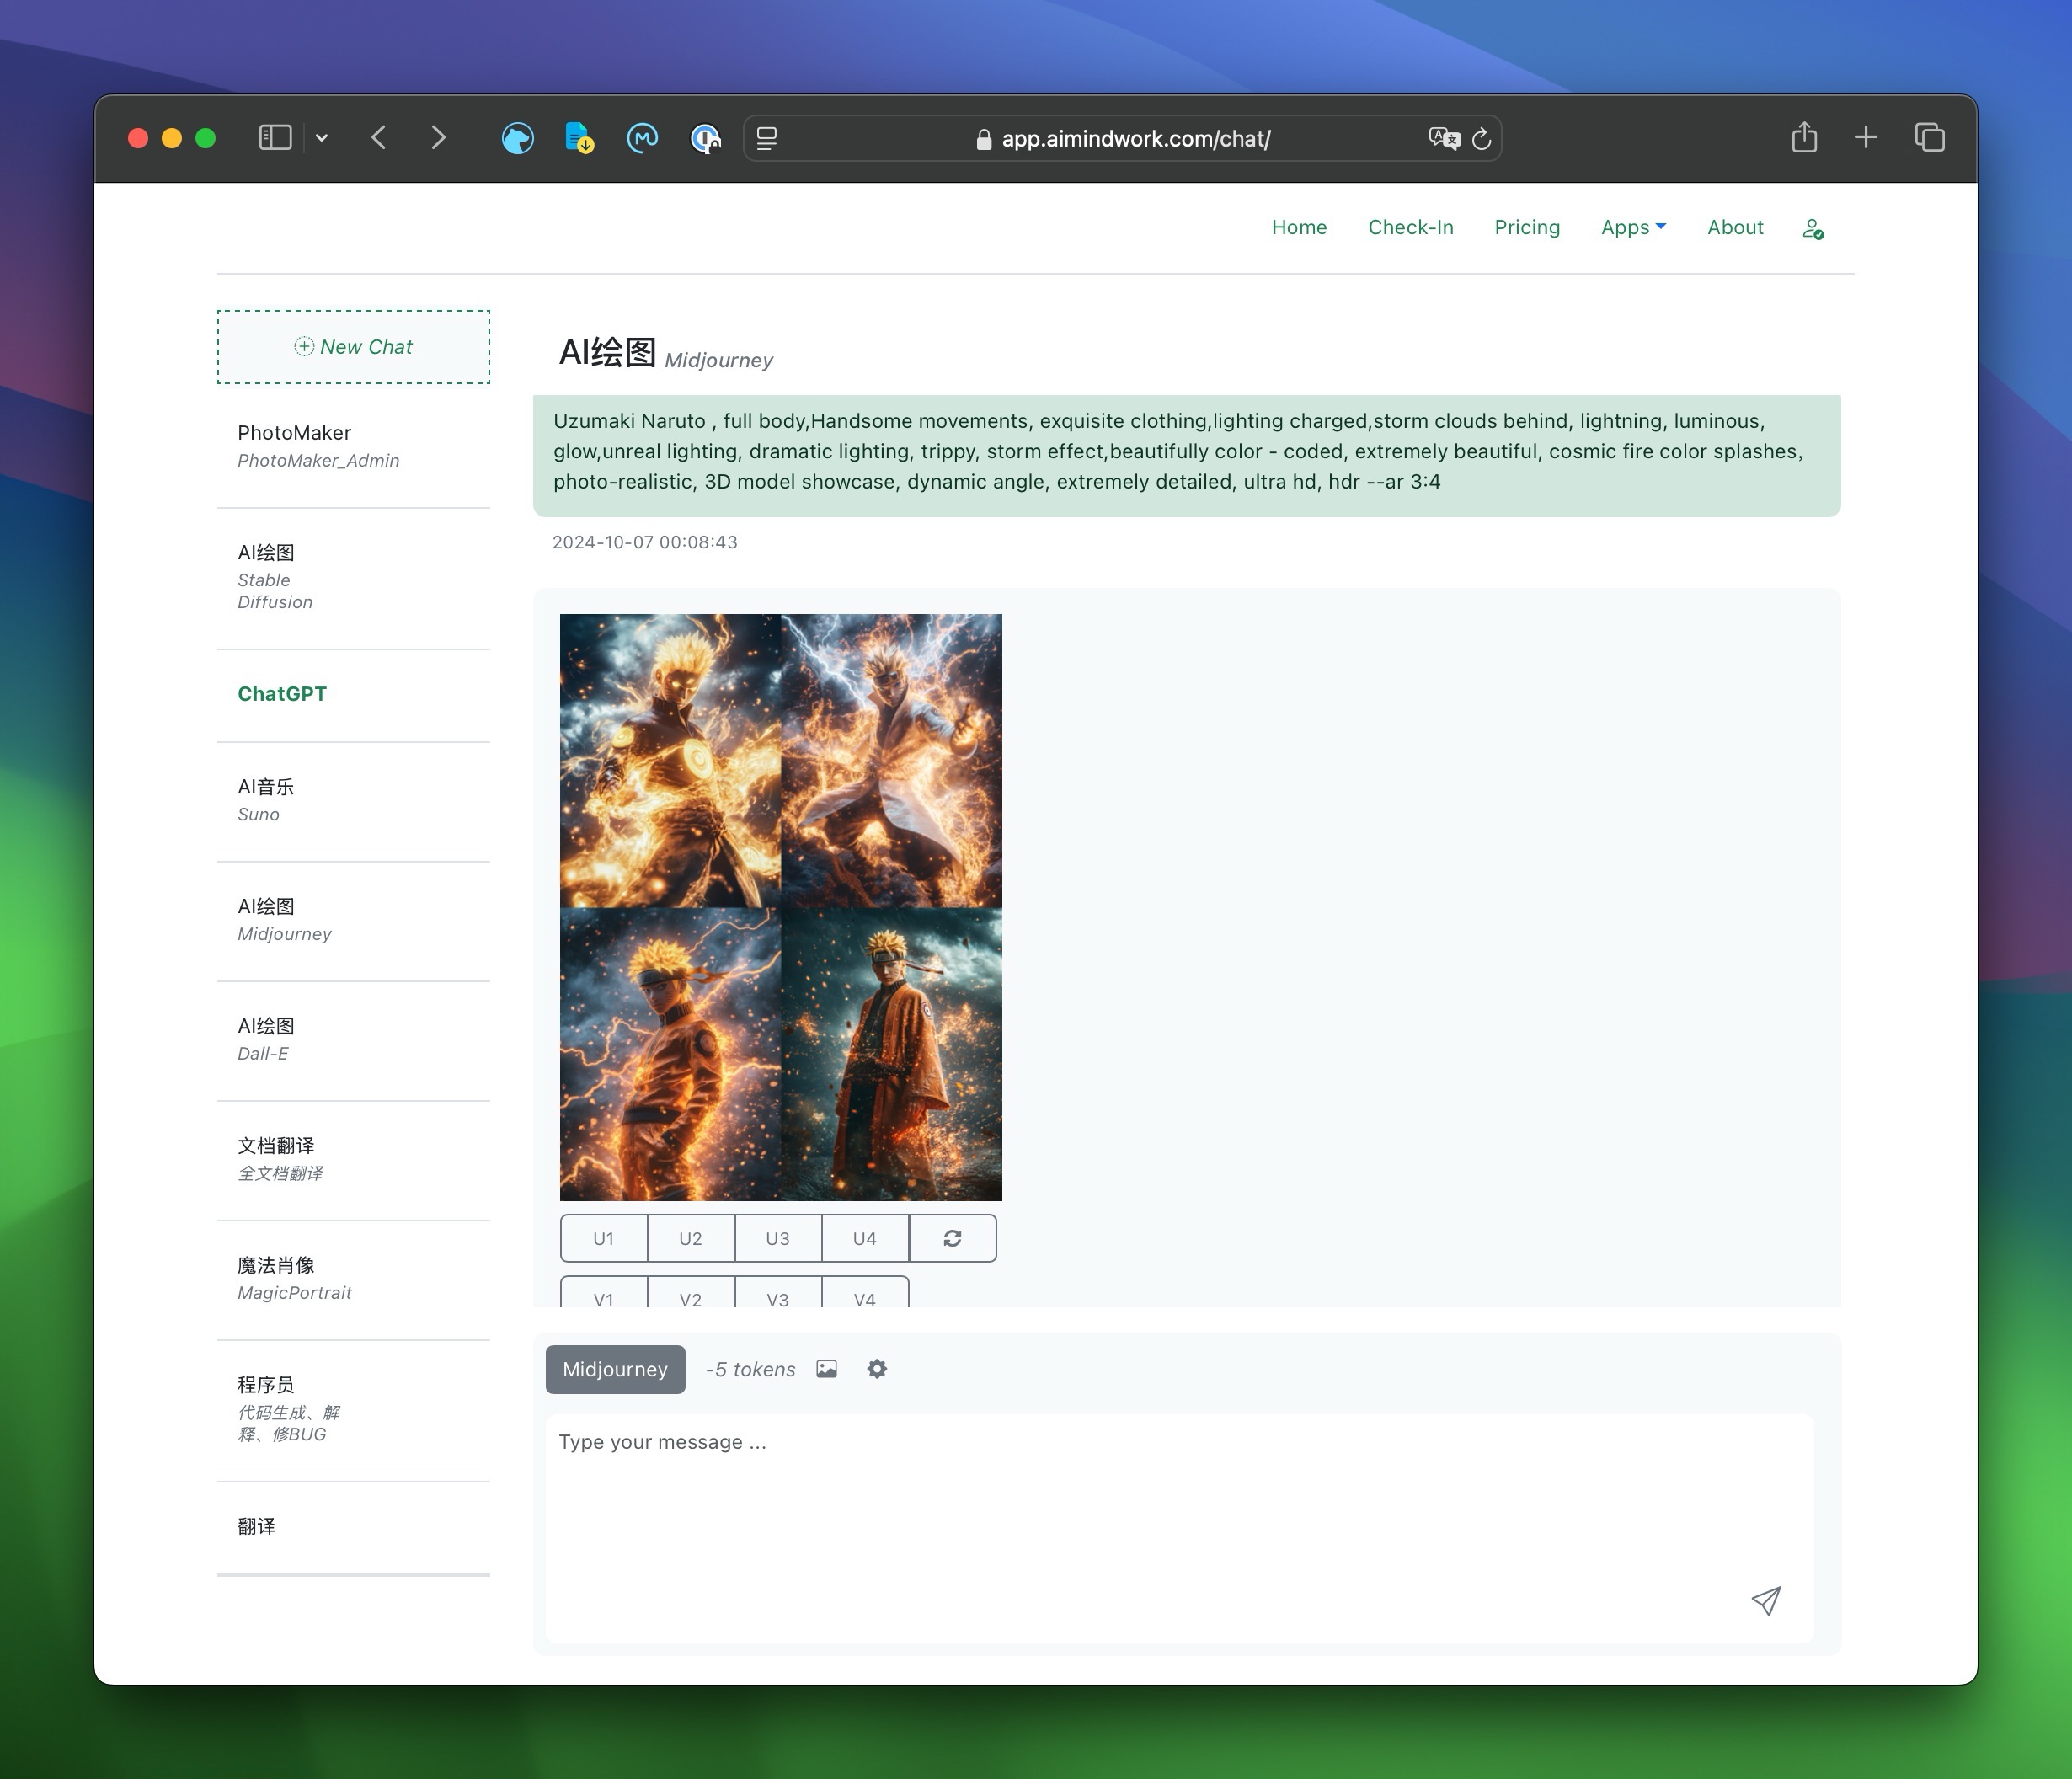 app.aimindwork.com/chat/
Home Check-In Pricing Apps About
New Chat
PhotoMaker
PhotoMaker_Admin
AI绘图
Stable
Diffusion
ChatGPT
AI音乐
Suno
AI绘图
Midjourney
AI绘图
Dall-E
文档翻译
全文档翻译
魔法肖像
MagicPortrait
程序员
代码生成、解
释、修BUG
翻译
AI绘图 Midjourney
Uzumaki Naruto , full body,Handsome movements, exquisite clothing,lighting charged,storm clouds behind, lightning, luminous,
glow,unreal lighting, dramatic lighting, trippy, storm effect,beautifully color - coded, extremely beautiful, cosmic fire color splashes,
photo-realistic, 3D model showcase, dynamic angle, extremely detailed, ultra hd, hdr --ar 3:4
2024-10-07 00:08:43
U1 U2 U3 U4
V1 V2 V3 V4
Midjourney -5 tokens
Type your message ...